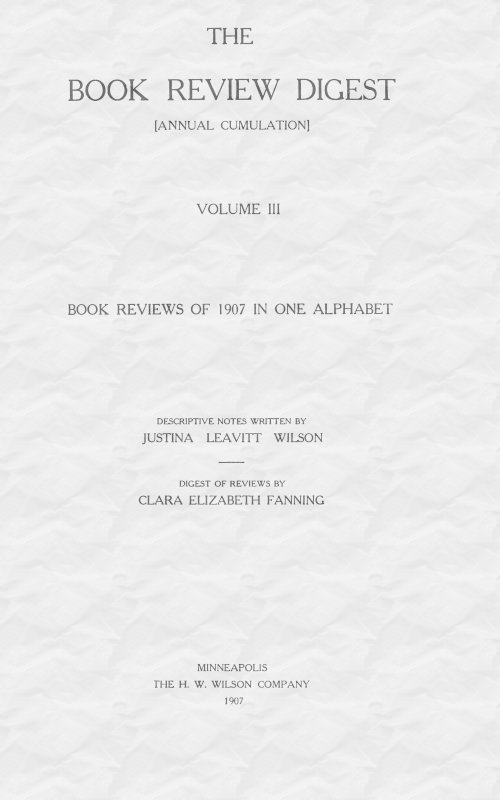 THE
BOOK REVIEW DIGEST
[ANNUAL CUMULATION]
VOLUME III
BOOK REVIEWS OF 1907 IN ONE ALPHABET
DESCRIPTIVE NOTES WRITTEN BY
JUSTINA LEAVITT WILSON
DIGEST OF REVIEWS BY
CLARA ELIZABETH FANNING
MINNEAPOLIS
THE H. W. WILSON COMPANY
1907